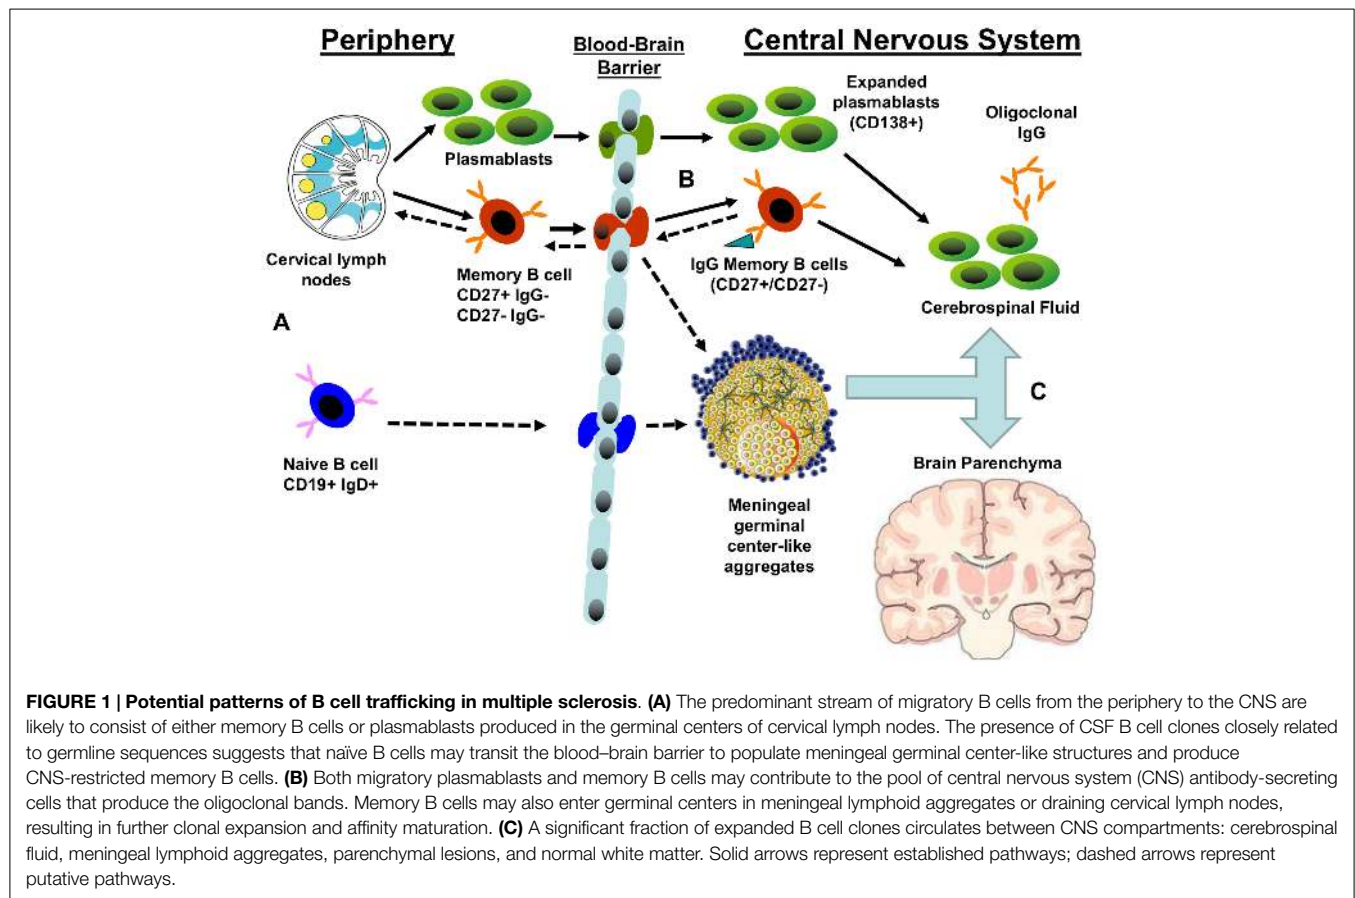 Periphery
Blood-Brain
Barrier
Central Nervous System
Expanded
plasmablasts
(CD138+)
Oligoclonal
IgG
Plasmablasts
B
Cervical lymph
nodes
Memory B cell
CD27+ IgG-
CD27- IgG-
IgG Memory B cells
(CD27+/CD27-)
Cerebrospinal Fluid
A
C
Naive B cell
CD19+ IgD+
Meningeal
germinal
center-like
aggregates
Brain Parenchyma
FIGURE 1 | Potential patterns of B cell trafficking in multiple sclerosis. (A) The predominant stream of migratory B cells from the periphery to the CNS are
likely to consist of either memory B cells or plasmablasts produced in the germinal centers of cervical lymph nodes. The presence of CSF B cell clones closely related
to germline sequences suggests that naïve B cells may transit the blood–brain barrier to populate meningeal germinal center-like structures and produce
CNS-restricted memory B cells. (B) Both migratory plasmablasts and memory B cells may contribute to the pool of central nervous system (CNS) antibody-secreting
cells that produce the oligoclonal bands. Memory B cells may also enter germinal centers in meningeal lymphoid aggregates or draining cervical lymph nodes,
resulting in further clonal expansion and affinity maturation. (C) A significant fraction of expanded B cell clones circulates between CNS compartments: cerebrospinal
fluid, meningeal lymphoid aggregates, parenchymal lesions, and normal white matter. Solid arrows represent established pathways; dashed arrows represent
putative pathways.